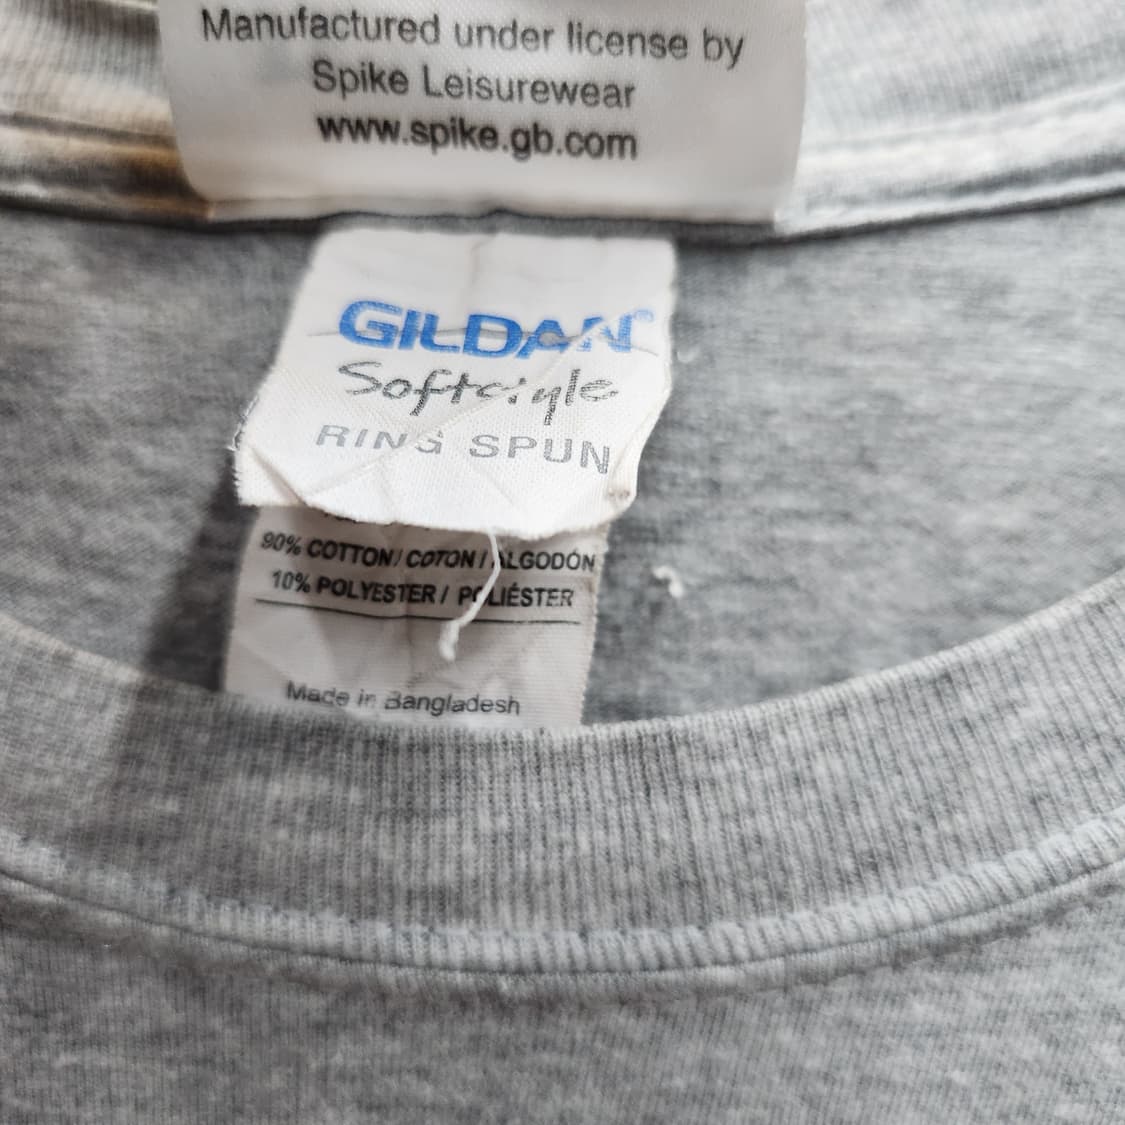 Manufactured under license by
Spike Leisurewear
www.spike.gb.com
GILDAN®
Softstyle
RING SPUN
90% COTTON / COTON / ALGODÓN
10% POLYESTER / POLIÉSTER
Made in Bangladesh